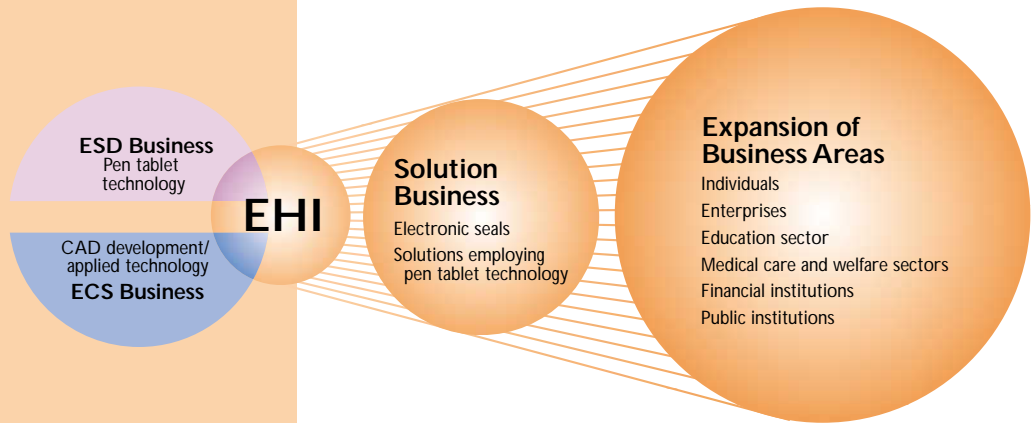 ESD Business
Pen tablet
technology
CAD development/
applied technology
ECS Business
EHI
Solution
Business
Electronic seals
Solutions employing
pen tablet technology
Expansion of
Business Areas
Individuals
Enterprises
Education sector
Medical care and welfare sectors
Financial institutions
Public institutions